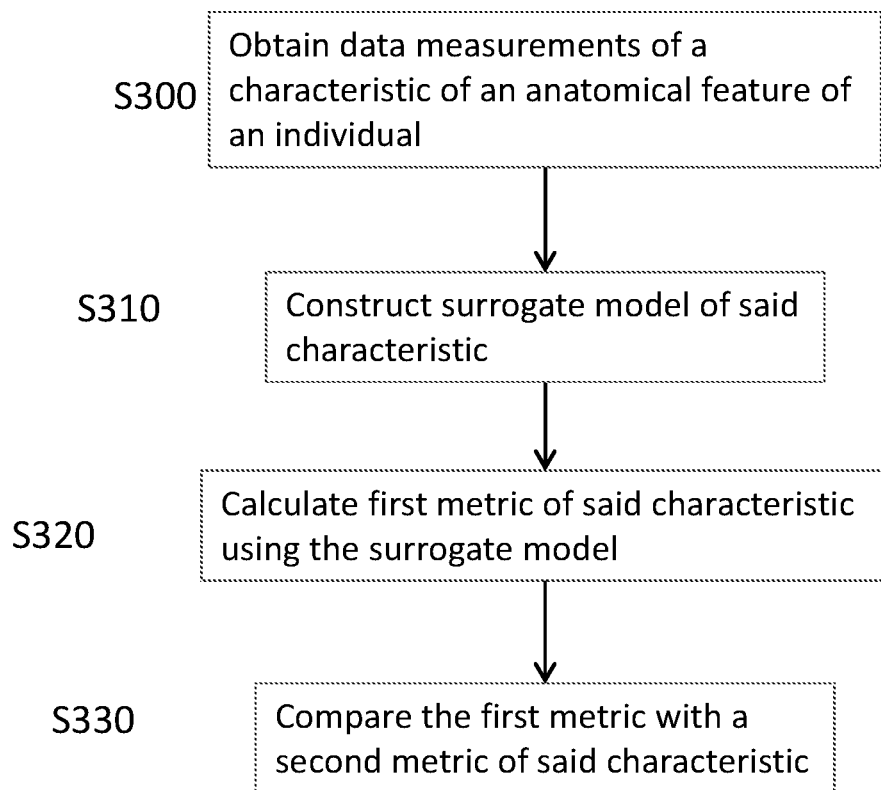 Obtain data measurements of a
S300 characteristic of an anatomical feature of
an individual
S310 Construct surrogate model of said
characteristic
Calculate first metric of said characteristic
S320 using the surrogate model
S330 Compare the first metric with a
second metric of said characteristic